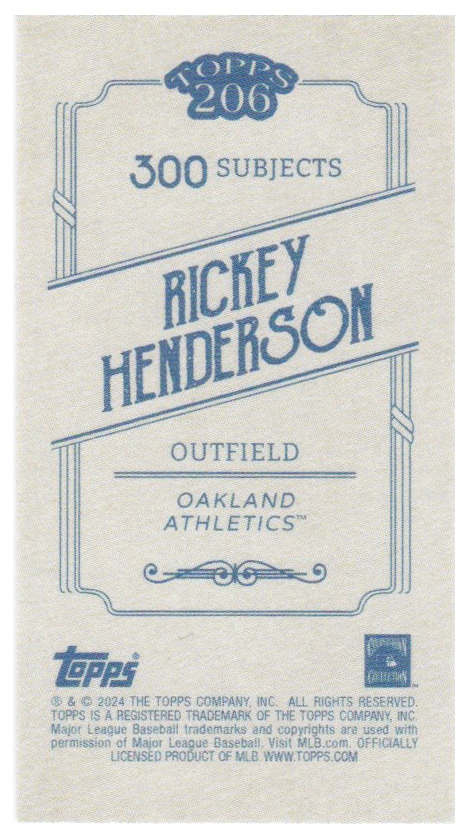 TOPPS
206
300 SUBJECTS
RICKEY
HENDERSON
OUTFIELD
OAKLAND
ATHLETICS™
topps®
COOPERSTOWN
COLLECTION™
® & © 2024 THE TOPPS COMPANY, INC. ALL RIGHTS RESERVED.
TOPPS IS A REGISTERED TRADEMARK OF THE TOPPS COMPANY, INC.
Major League Baseball trademarks and copyrights are used with
permission of Major League Baseball. Visit MLB.com. OFFICIALLY
LICENSED PRODUCT OF MLB. WWW.TOPPS.COM